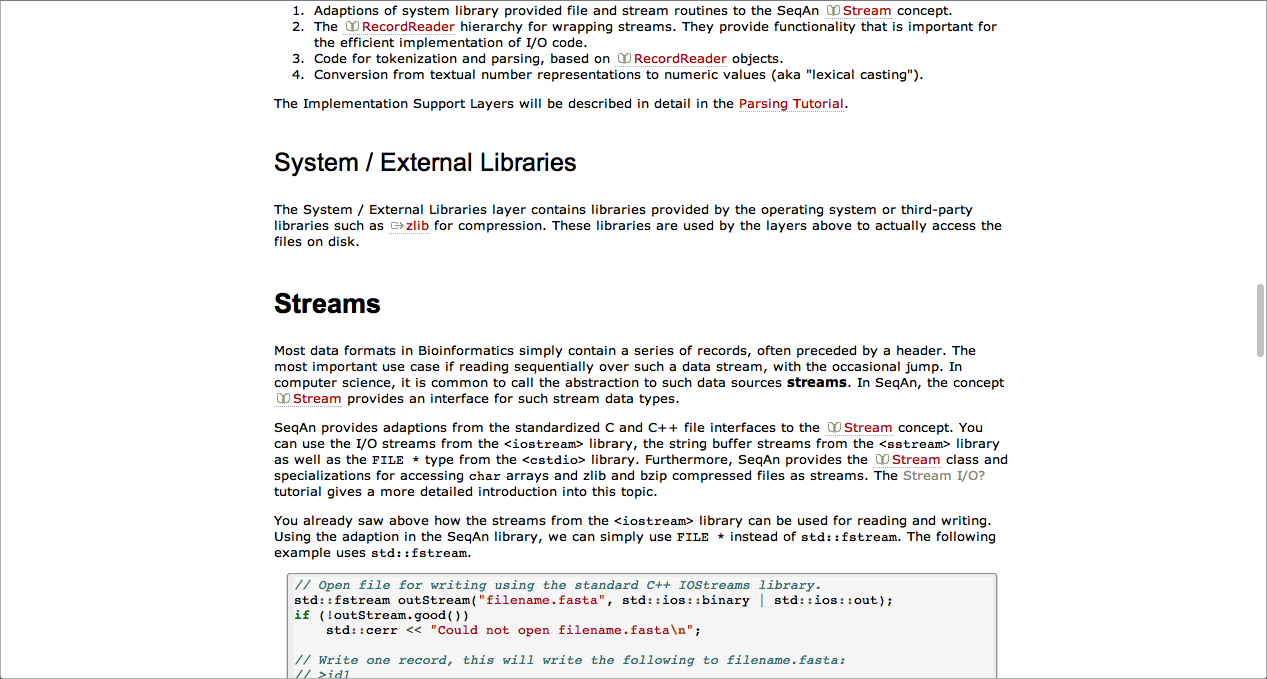 1. Adaptions of system library provided file and stream routines to the SeqAn Stream concept.
2. The RecordReader hierarchy for wrapping streams. They provide functionality that is important for
the efficient implementation of I/O code.
3. Code for tokenization and parsing, based on RecordReader objects.
4. Conversion from textual number representations to numeric values (aka "lexical casting").
The Implementation Support Layers will be described in detail in the Parsing Tutorial.
System / External Libraries
The System / External Libraries layer contains libraries provided by the operating system or third-party
libraries such as zlib for compression. These libraries are used by the layers above to actually access the
files on disk.
Streams
Most data formats in Bioinformatics simply contain a series of records, often preceded by a header. The
most important use case if reading sequentially over such a data stream, with the occasional jump. In
computer science, it is common to call the abstraction to such data sources streams. In SeqAn, the concept
Stream provides an interface for such stream data types.
SeqAn provides adaptions from the standardized C and C++ file interfaces to the Stream concept. You
can use the I/O streams from the <iostream> library, the string buffer streams from the <sstream> library
as well as the FILE * type from the <cstdio> library. Furthermore, SeqAn provides the Stream class and
specializations for accessing char arrays and zlib and bzip compressed files as streams. The Stream I/O?
tutorial gives a more detailed introduction into this topic.
You already saw above how the streams from the <iostream> library can be used for reading and writing.
Using the adaption in the SeqAn library, we can simply use FILE * instead of std::fstream. The following
example uses std::fstream.
// Open file for writing using the standard C++ IOStreams library.
std::fstream outStream("filename.fasta", std::ios::binary | std::ios::out);
if (!outStream.good())
std::cerr << "Could not open filename.fasta\n";
// Write one record, this will write the following to filename.fasta:
// >id1